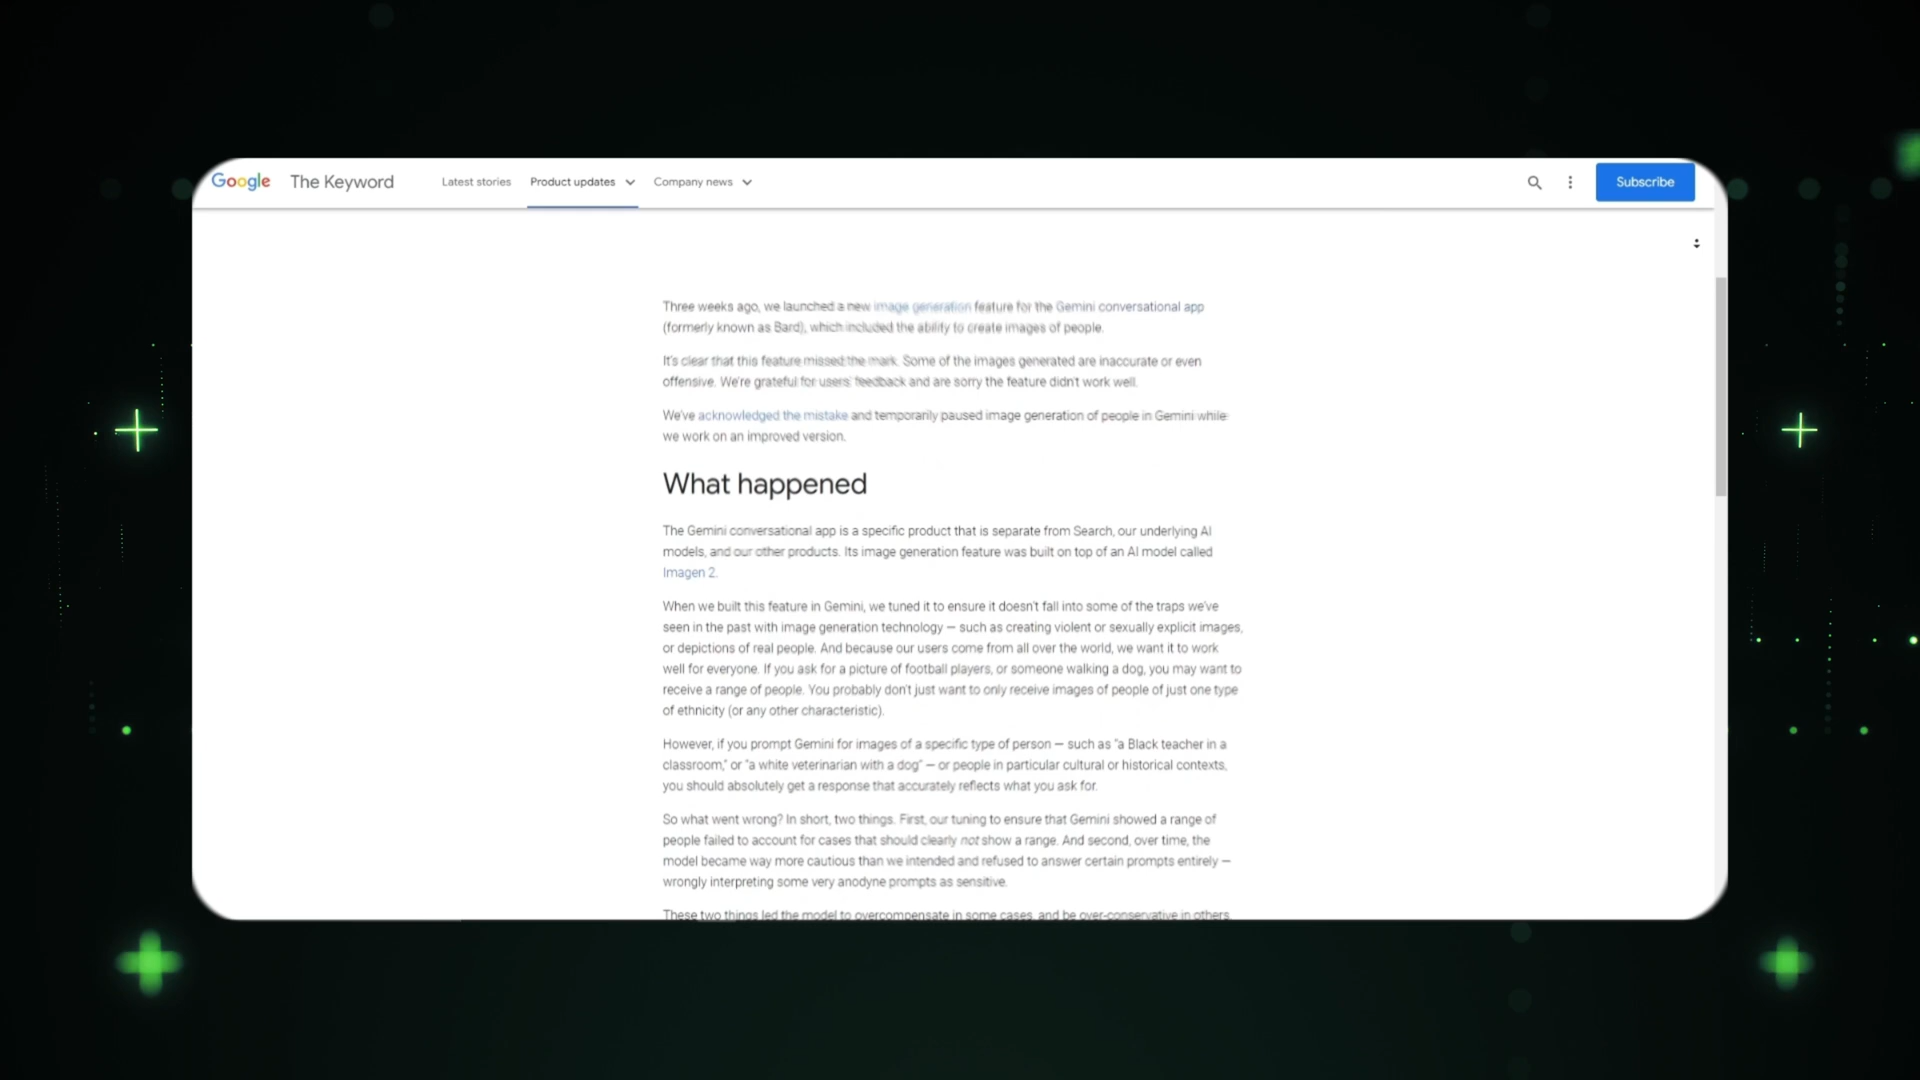 Google The Keyword Latest stories Product updates Company news Subscribe
Three weeks ago, we launched a new image generation feature for the Gemini conversational app
(formerly known as Bard), which included the ability to create images of people.
It's clear that this feature missed the mark. Some of the images generated are inaccurate or even
offensive. We're grateful for users' feedback and are sorry the feature didn't work well.
We've acknowledged the mistake and temporarily paused image generation of people in Gemini while
we work on an improved version.
What happened
The Gemini conversational app is a specific product that is separate from Search, our underlying AI
models, and our other products. Its image generation feature was built on top of an AI model called
Imagen 2.
When we built this feature in Gemini, we tuned it to ensure it doesn't fall into some of the traps we've
seen in the past with image generation technology — such as creating violent or sexually explicit images,
or depictions of real people. And because our users come from all over the world, we want it to work
well for everyone. If you ask for a picture of football players, or someone walking a dog, you may want to
receive a range of people. You probably don't just want to only receive images of people of just one type
of ethnicity (or any other characteristic).
However, if you prompt Gemini for images of a specific type of person — such as "a Black teacher in a
classroom," or "a white veterinarian with a dog" — or people in particular cultural or historical contexts,
you should absolutely get a response that accurately reflects what you ask for.
So what went wrong? In short, two things. First, our tuning to ensure that Gemini showed a range of
people failed to account for cases that should clearly not show a range. And second, over time, the
model became way more cautious than we intended and refused to answer certain prompts entirely —
wrongly interpreting some very anodyne prompts as sensitive.
These two things led the model to overcompensate in some cases, and be over-conservative in others,